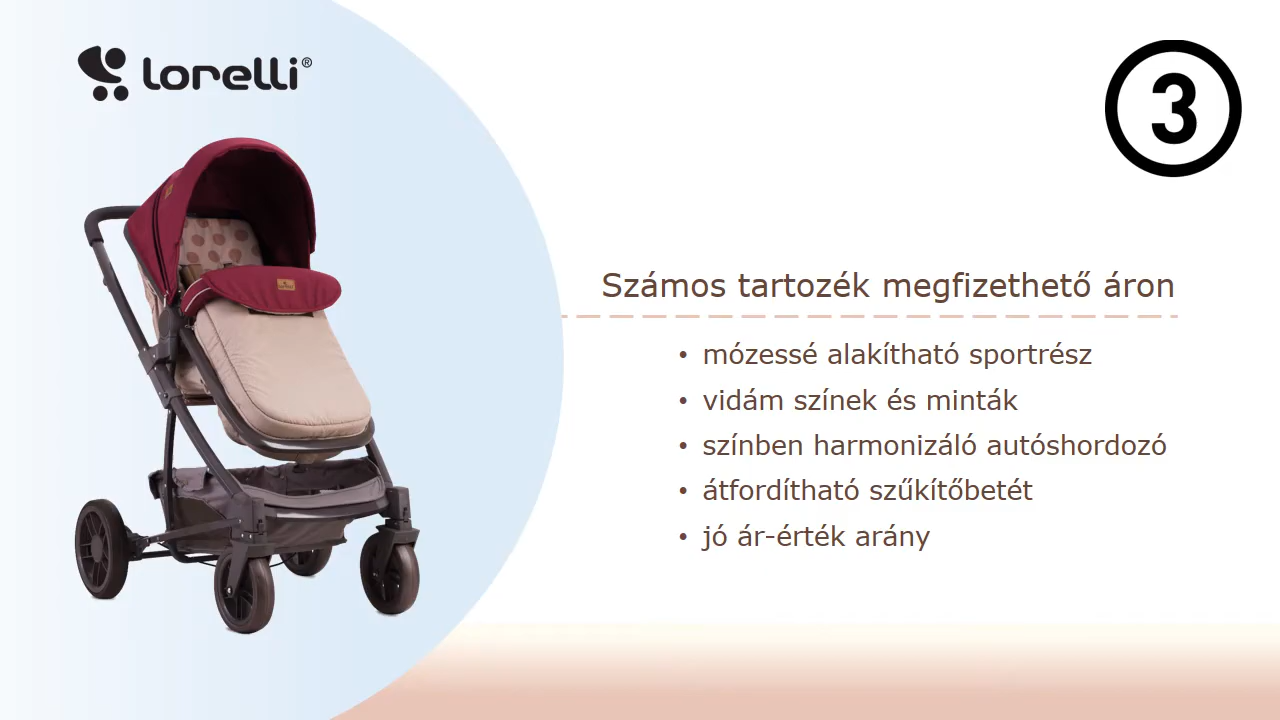 lorelli®
3
Számos tartozék megfizethető áron
• mózessé alakítható sportrész
• vidám színek és minták
• színben harmonizáló autóshordozó
• átfordítható szűkítőbetét
• jó ár-érték arány